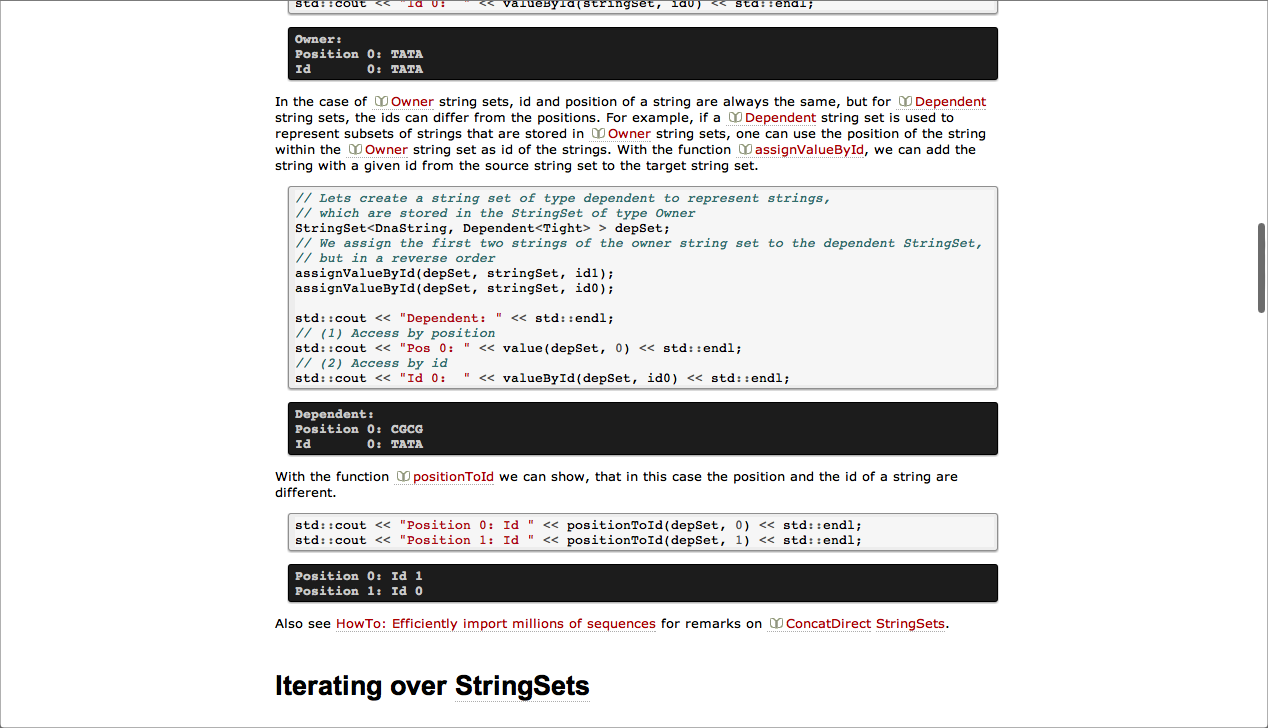 std::cout << "Id 0:  " << valueById(stringSet, id0) << std::endl;
Owner:
Position 0: TATA
Id       0: TATA
In the case of Owner string sets, id and position of a string are always the same, but for Dependent
string sets, the ids can differ from the positions. For example, if a Dependent string set is used to
represent subsets of strings that are stored in Owner string sets, one can use the position of the string
within the Owner string set as id of the strings. With the function assignValueById, we can add the
string with a given id from the source string set to the target string set.
// Lets create a string set of type dependent to represent strings,
// which are stored in the StringSet of type Owner
StringSet<DnaString, Dependent<Tight> > depSet;
// We assign the first two strings of the owner string set to the dependent StringSet,
// but in a reverse order
assignValueById(depSet, stringSet, id1);
assignValueById(depSet, stringSet, id0);
std::cout << "Dependent: " << std::endl;
// (1) Access by position
std::cout << "Pos 0: " << value(depSet, 0) << std::endl;
// (2) Access by id
std::cout << "Id 0:  " << valueById(depSet, id0) << std::endl;
Dependent:
Position 0: CGCG
Id       0: TATA
With the function positionToId we can show, that in this case the position and the id of a string are
different.
std::cout << "Position 0: Id " << positionToId(depSet, 0) << std::endl;
std::cout << "Position 1: Id " << positionToId(depSet, 1) << std::endl;
Position 0: Id 1
Position 1: Id 0
Also see HowTo: Efficiently import millions of sequences for remarks on ConcatDirect StringSets.
Iterating over StringSets